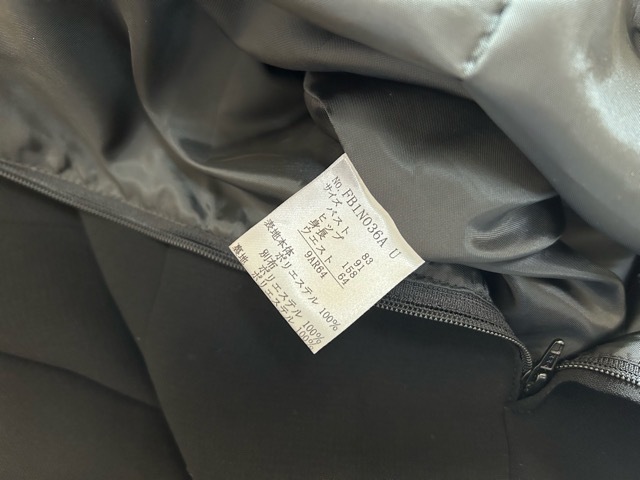 NO. FB1N036A U
サイズ バスト 83
ヒップ 91
身長 158
ウエスト 64
9AR64
表地本体
ポリエステル 100%
別布
ポリエステル 100%
裏地
ポリエステル 100%